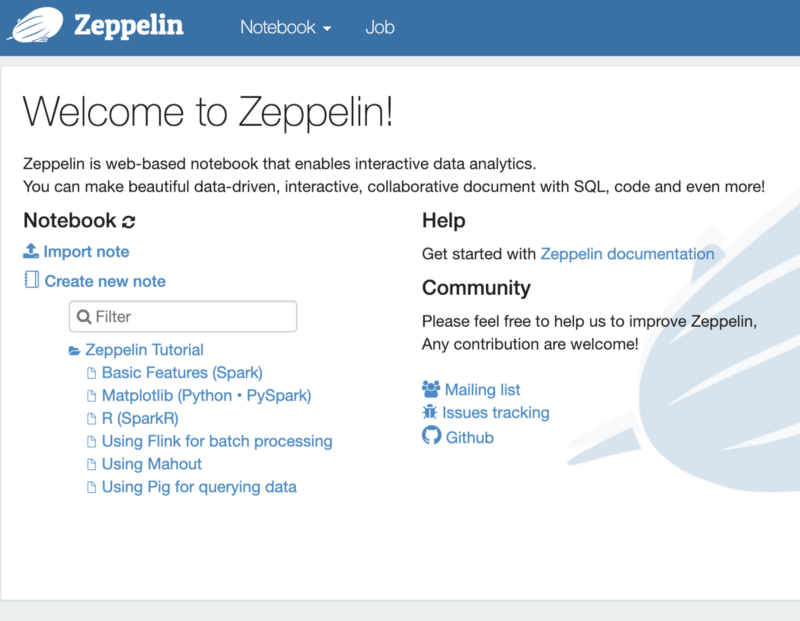 Zeppelin
Notebook
Job
Welcome to Zeppelin!
Zeppelin is web-based notebook that enables interactive data analytics.
You can make beautiful data-driven, interactive, collaborative document with SQL, code and even more!
Notebook
Import note
Create new note
Filter
Zeppelin Tutorial
Basic Features (Spark)
Matplotlib (Python • PySpark)
R (SparkR)
Using Flink for batch processing
Using Mahout
Using Pig for querying data
Help
Get started with Zeppelin documentation
Community
Please feel free to help us to improve Zeppelin,
Any contribution are welcome!
Mailing list
Issues tracking
Github